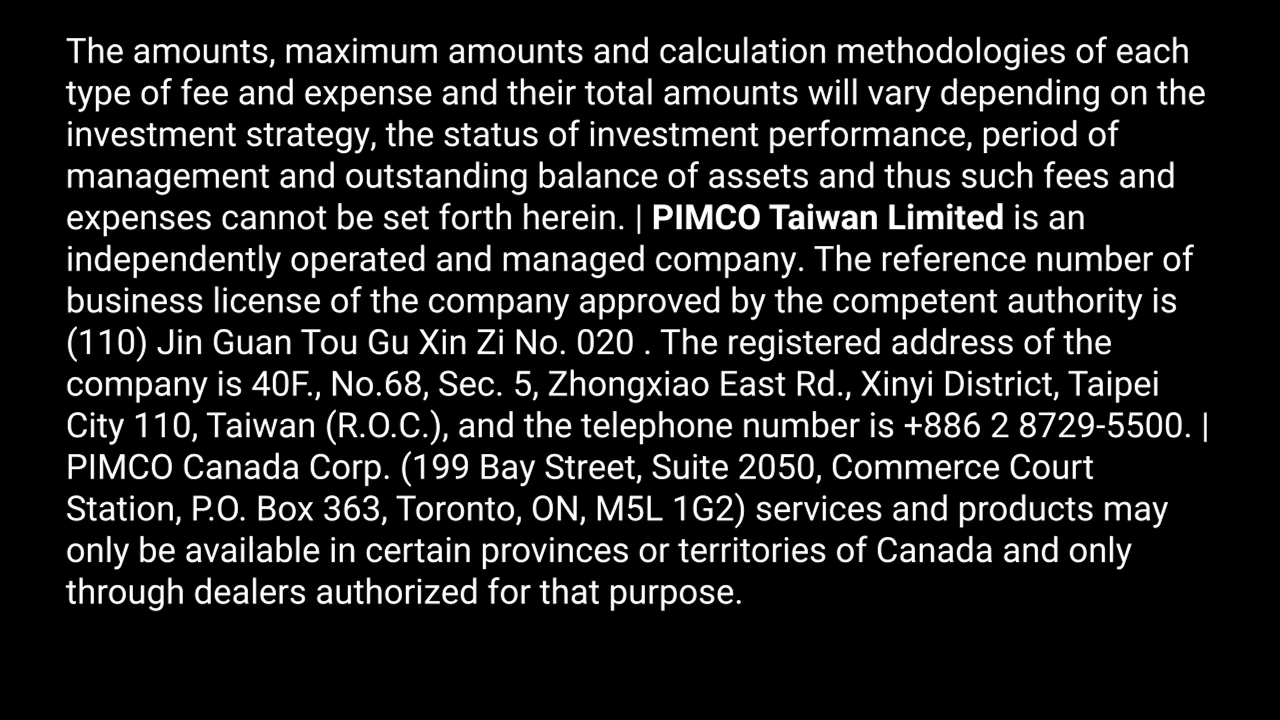 The amounts, maximum amounts and calculation methodologies of each
type of fee and expense and their total amounts will vary depending on the
investment strategy, the status of investment performance, period of
management and outstanding balance of assets and thus such fees and
expenses cannot be set forth herein. | PIMCO Taiwan Limited is an
independently operated and managed company. The reference number of
business license of the company approved by the competent authority is
(110) Jin Guan Tou Gu Xin Zi No. 020 . The registered address of the
company is 40F., No.68, Sec. 5, Zhongxiao East Rd., Xinyi District, Taipei
City 110, Taiwan (R.O.C.), and the telephone number is +886 2 8729-5500. |
PIMCO Canada Corp. (199 Bay Street, Suite 2050, Commerce Court
Station, P.O. Box 363, Toronto, ON, M5L 1G2) services and products may
only be available in certain provinces or territories of Canada and only
through dealers authorized for that purpose.